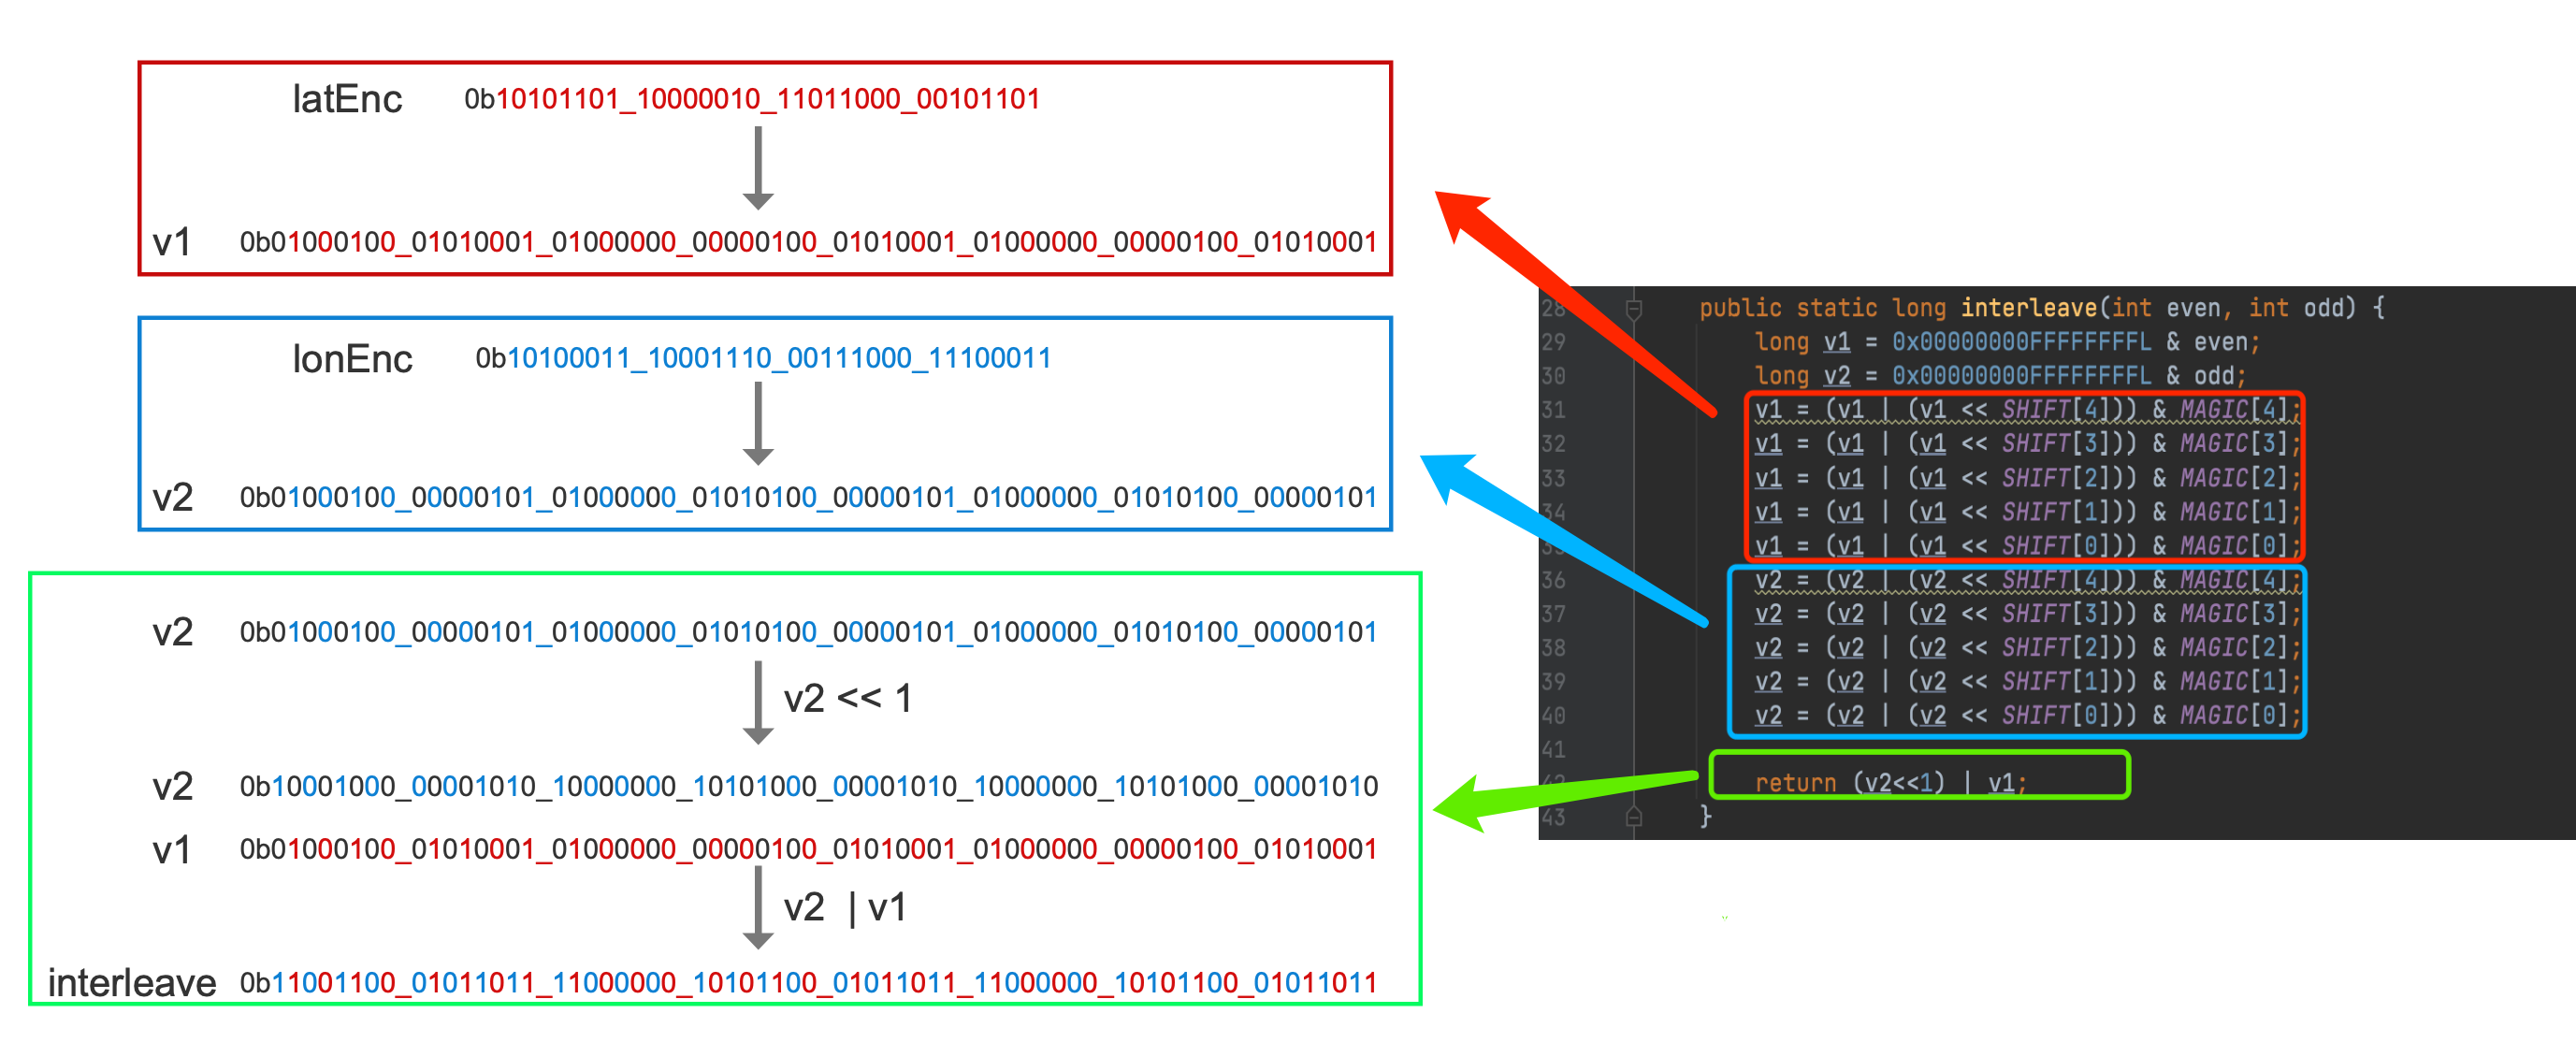 latEnc 0b10101101_10000010_11011000_00101101
v1 0b01000100_01010001_01000000_00000100_01010001_01000000_00000100_01010001
lonEnc 0b10100011_10001110_00111000_11100011
v2 0b01000100_00000101_01000000_01010100_00000101_01000000_01010100_00000101
v2 0b01000100_00000101_01000000_01010100_00000101_01000000_01010100_00000101
v2 << 1
v2 0b10001000_00001010_10000000_10101000_00001010_10000000_10101000_00001010
v1 0b01000100_01010001_01000000_00000100_01010001_01000000_00000100_01010001
v2 | v1
interleave 0b11001100_01011011_11000000_10101100_01011011_11000000_10101100_01011011
28 public static long interleave(int even, int odd) {
29 long v1 = 0x00000000FFFFFFFFL & even;
30 long v2 = 0x00000000FFFFFFFFL & odd;
31 v1 = (v1 | (v1 << SHIFT[4])) & MAGIC[4];
32 v1 = (v1 | (v1 << SHIFT[3])) & MAGIC[3];
33 v1 = (v1 | (v1 << SHIFT[2])) & MAGIC[2];
34 v1 = (v1 | (v1 << SHIFT[1])) & MAGIC[1];
35 v1 = (v1 | (v1 << SHIFT[0])) & MAGIC[0];
36 v2 = (v2 | (v2 << SHIFT[4])) & MAGIC[4];
37 v2 = (v2 | (v2 << SHIFT[3])) & MAGIC[3];
38 v2 = (v2 | (v2 << SHIFT[2])) & MAGIC[2];
39 v2 = (v2 | (v2 << SHIFT[1])) & MAGIC[1];
40 v2 = (v2 | (v2 << SHIFT[0])) & MAGIC[0];
41
42 return (v2<<1) | v1;
43 }